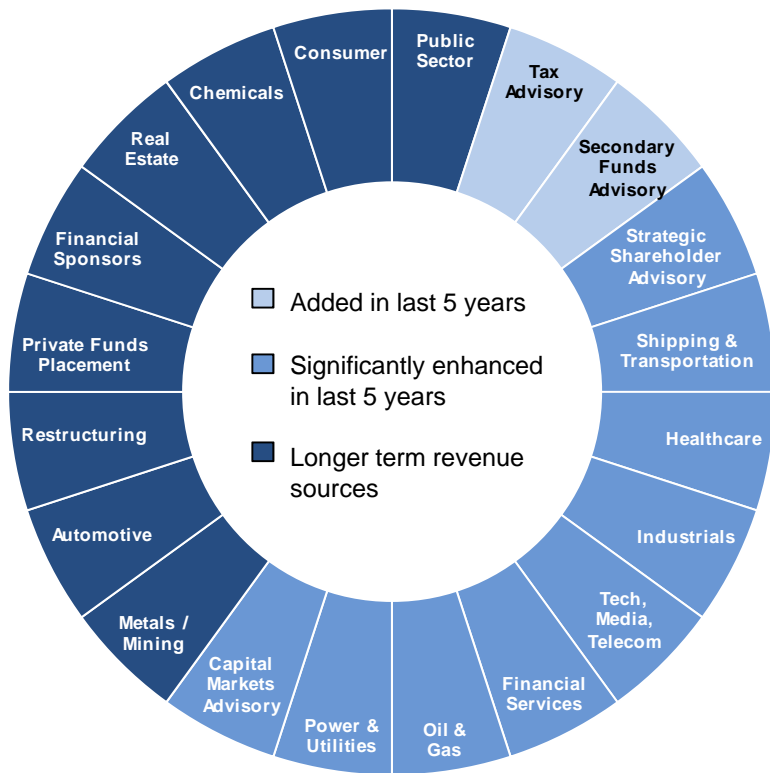 Public
Sector
Tax
Advisory
Secondary
Funds
Advisory
Strategic
Shareholder
Advisory
Shipping &
Transportation
Healthcare
Industrials
Tech,
Media,
Telecom
Financial
Services
Oil &
Gas
Power &
Utilities
Capital
Markets
Advisory
Metals /
Mining
Automotive
Restructuring
Private Funds
Placement
Financial
Sponsors
Real
Estate
Chemicals
Consumer
Added in last 5 years
Significantly enhanced
in last 5 years
Longer term revenue
sources